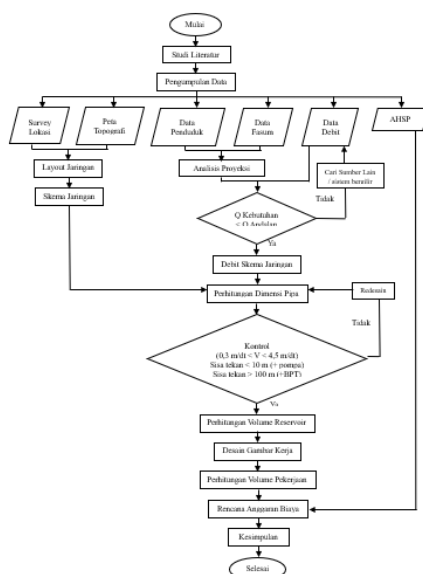 Mulai
Studi Literatur
Pengumpulan Data
Survey
Lokasi
Peta
Topografi
Data
Penduduk
Data
Fasum
Data
Debit
AHSP
Layout Jaringan
Analisis Proyeksi
Cari Sumber Lain
/ sistem bergilir
Skema Jaringan
Tidak
Q Kebutuhan
< Q Andalan
Ya
Debit Skema Jaringan
Perhitungan Dimensi Pipa
Redesain
Tidak
Kontrol
(0,3 m/dt < V < 4,5 m/dt)
Sisa tekan < 10 m (+ pompa)
Sisa tekan > 100 m (+BPT)
Ya
Perhitungan Volume Reservoir
Desain Gambar Kerja
Perhitungan Volume Pekerjaan
Rencana Anggaran Biaya
Kesimpulan
Selesai